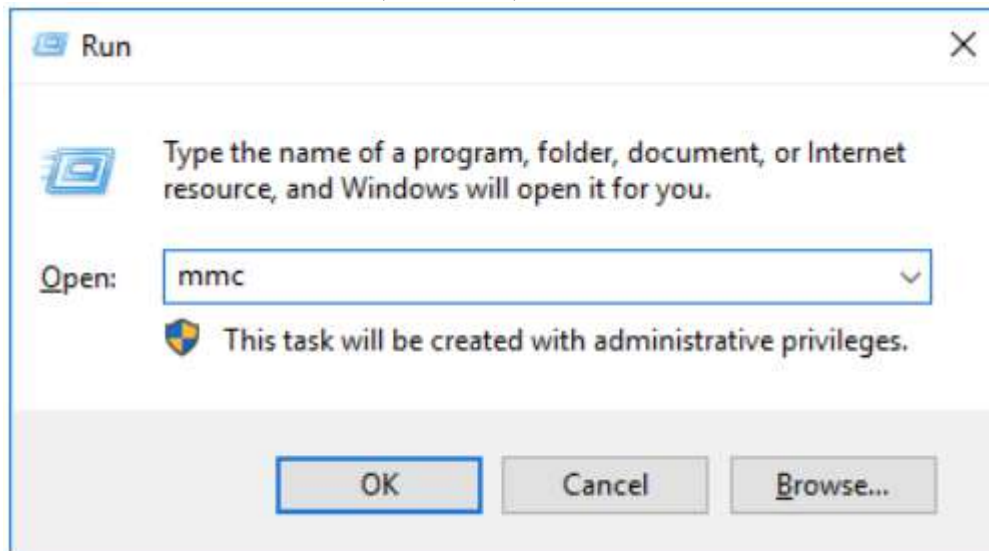 Run
Type the name of a program, folder, document, or Internet
resource, and Windows will open it for you.
Open: mmc
This task will be created with administrative privileges.
OK Cancel Browse...